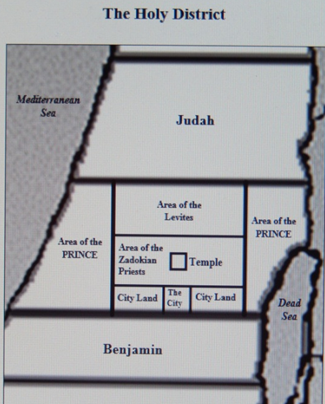 The Holy District
Mediterranean
Sea
Judah
Area of the
Levites
Area of the
PRINCE
Area of the
PRINCE
Area of the
Zadokian
Priests
Temple
City Land
The
City
City Land
Dead
Sea
Benjamin